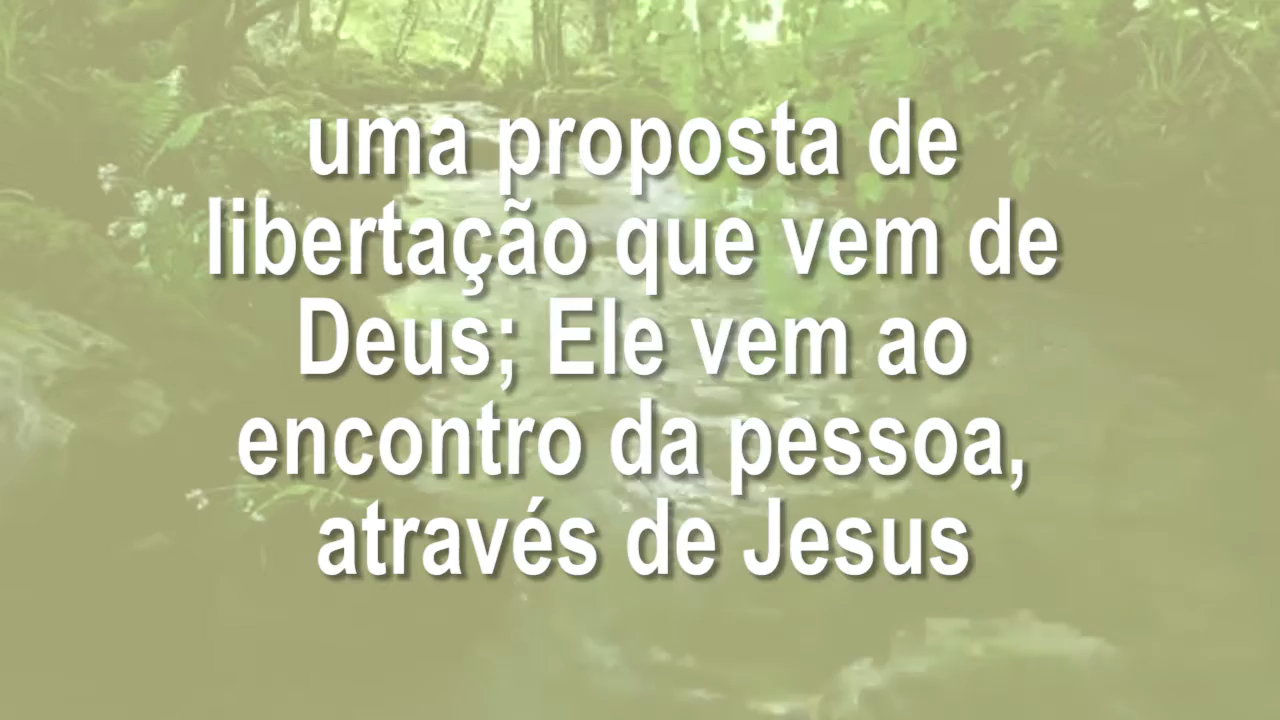 uma proposta de
libertação que vem de
Deus; Ele vem ao
encontro da pessoa,
através de Jesus